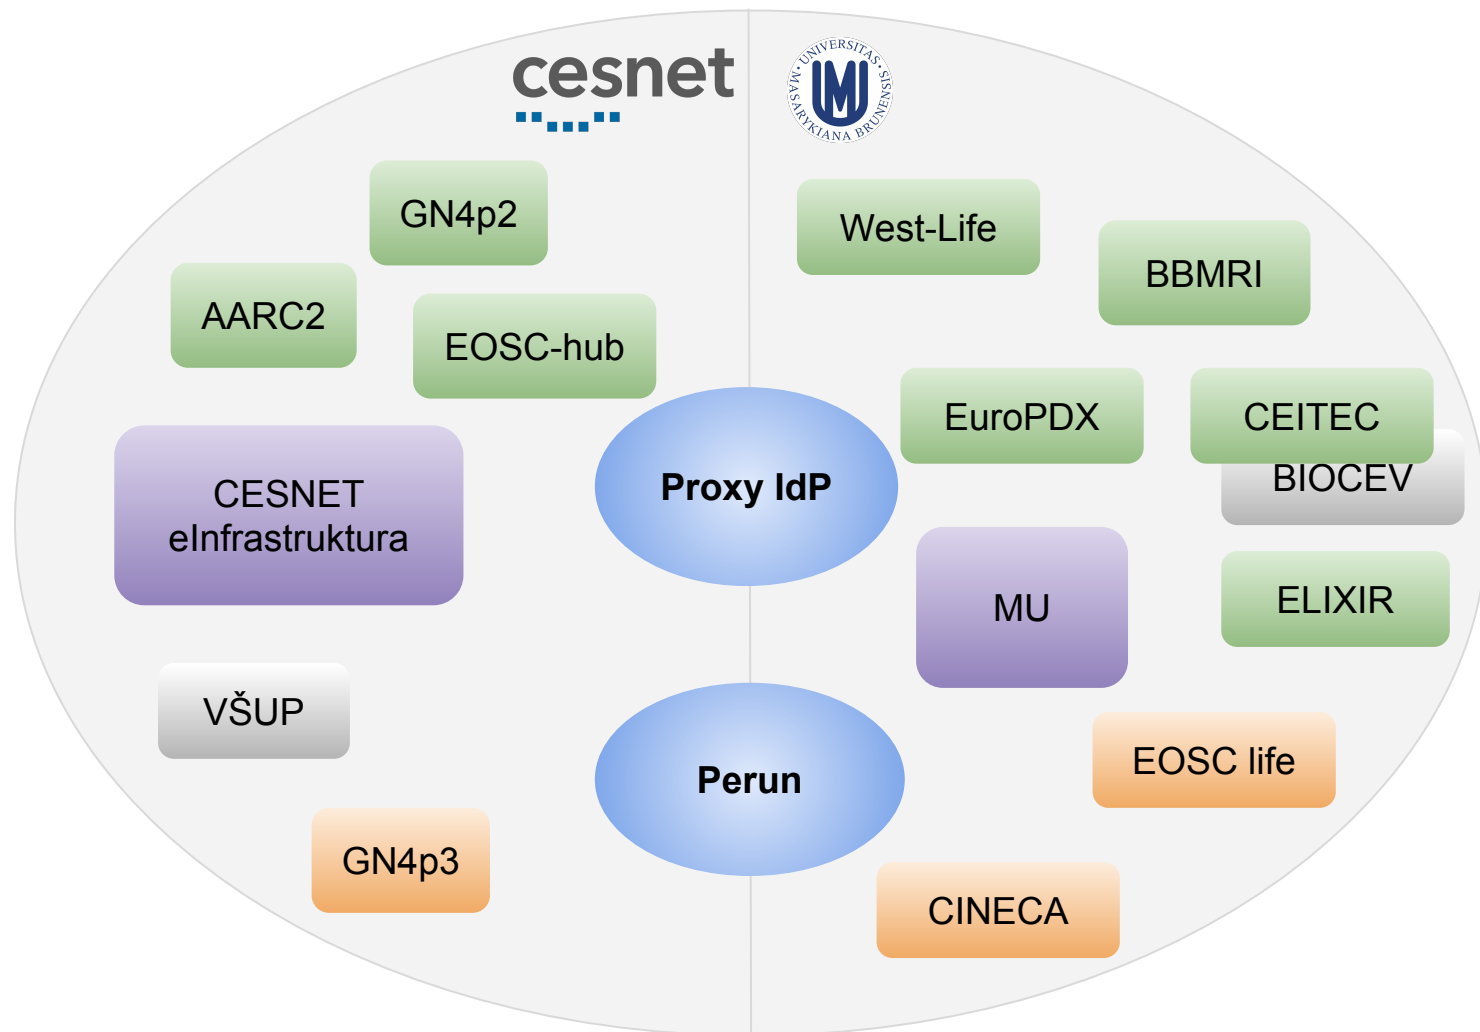 cesnet
UNIVERSITAS MASARYKIANA BRUNENSIS
MU
GN4p2
West-Life
BBMRI
AARC2
EOSC-hub
EuroPDX
CEITEC
BIOCEV
Proxy IdP
CESNET
eInfrastruktura
MU
ELIXIR
VŠUP
Perun
EOSC life
GN4p3
CINECA